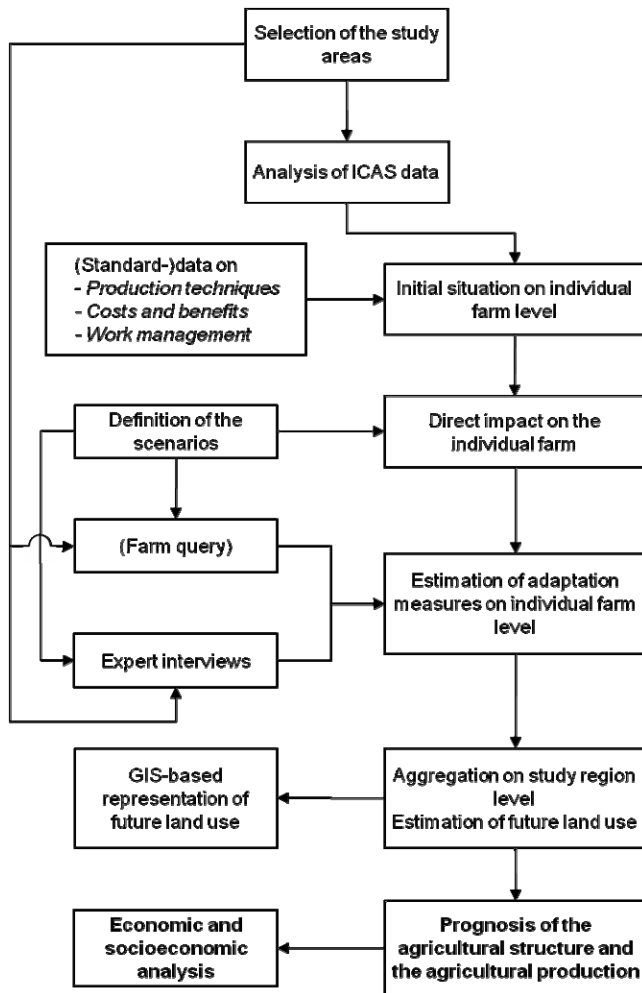 Selection of the study
areas
Analysis of ICAS data
(Standard-)data on
- Production techniques
- Costs and benefits
- Work management
Initial situation on individual
farm level
Definition of the
scenarios
Direct impact on the
individual farm
(Farm query)
Estimation of adaptation
measures on individual farm
level
Expert interviews
GIS-based
representation of
future land use
Aggregation on study region
level
Estimation of future land use
Economic and
socioeconomic
analysis
Prognosis of the
agricultural structure and
the agricultural production